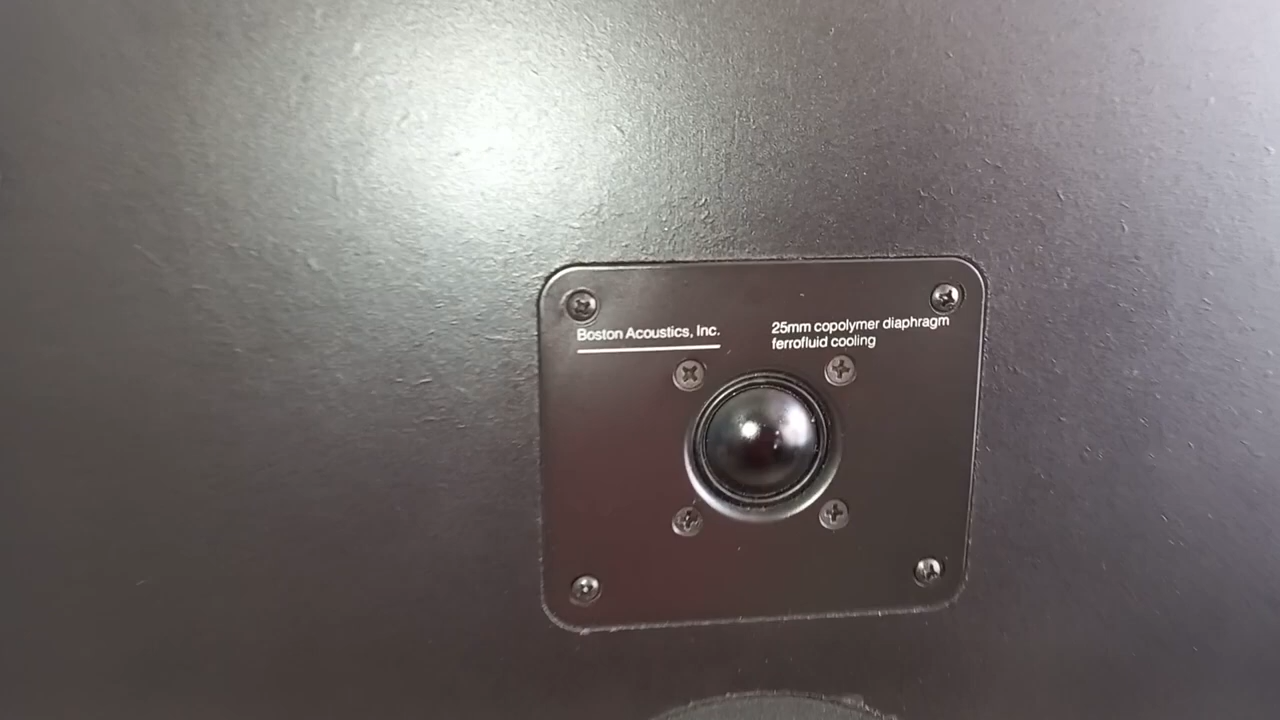 Boston Acoustics, Inc.
25mm copolymer diaphragm
ferrofluid cooling